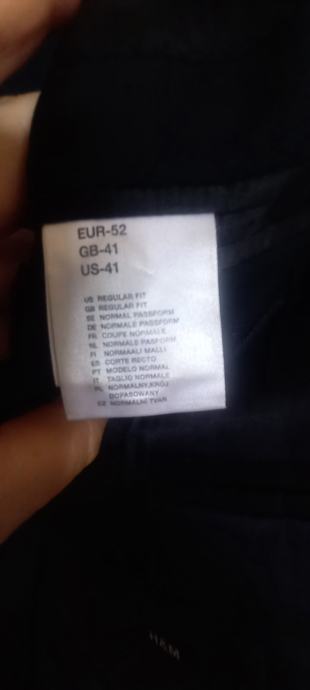 EUR-52
GB-41
US-41
US REGULAR FIT
GB REGULAR FIT
SE NORMAL PASSFORM
DE NORMALE PASSFORM
FR COUPE NORMALE
NL NORMALE PASFORM
FI NORMAALI MALLI
ES CORTE RECTO
PT MODELO NORMAL
IT TAGLIO NORMALE
PL NORMALNY,KRÓJ
DOPASOWANY
CZ NORMÁLNÍ TVAR
H&M